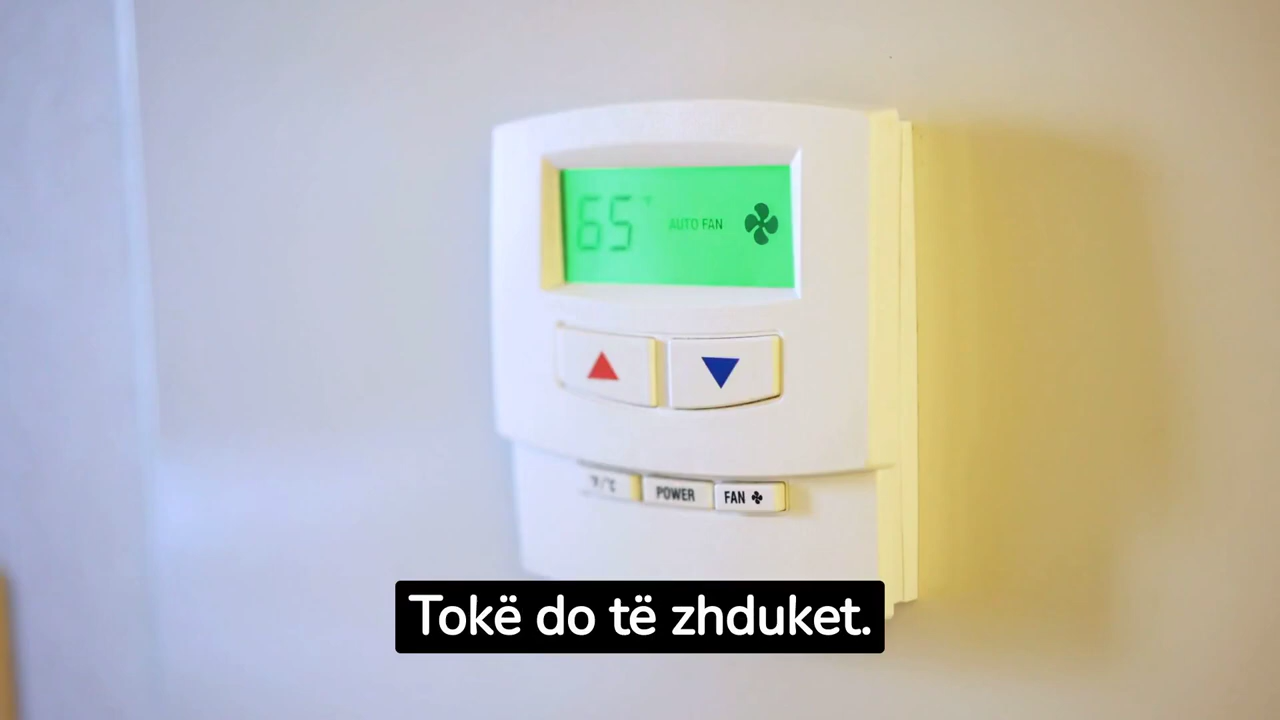 65°
AUTO FAN
°F/°C
POWER
FAN
Tokë do të zhduket.